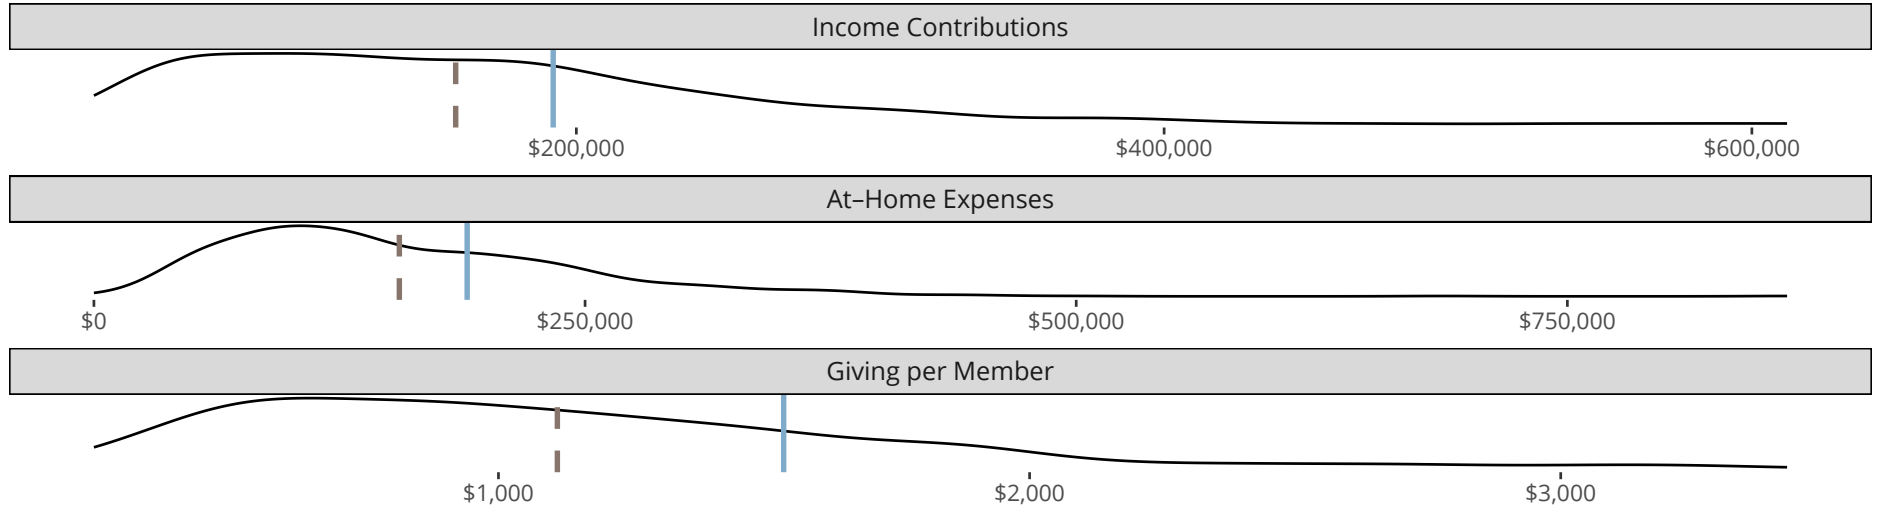 Income Contributions
$200,000 $400,000 $600,000
At–Home Expenses
$0 $250,000 $500,000 $750,000
Giving per Member
$1,000 $2,000 $3,000